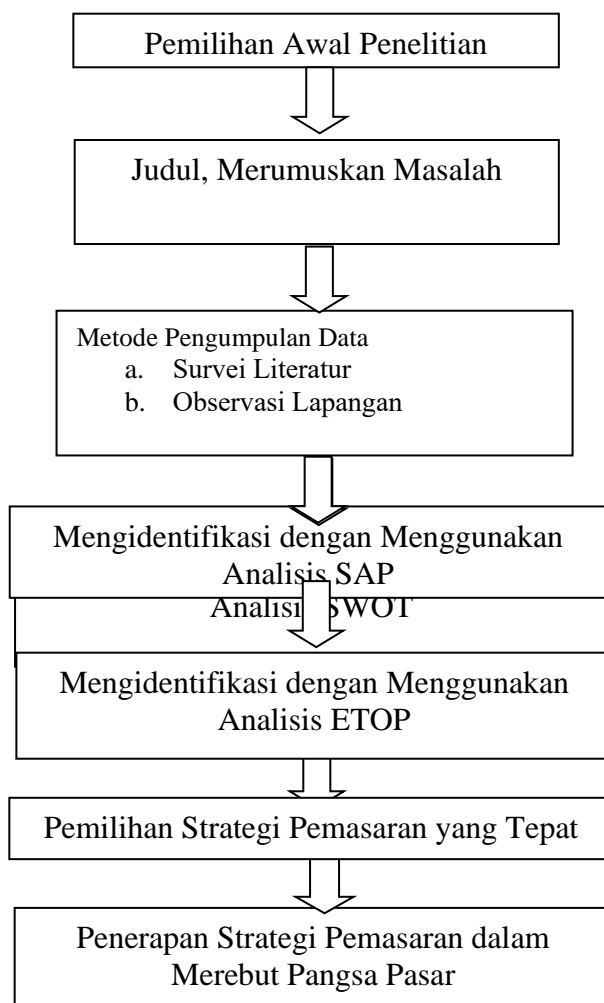 Pemilihan Awal Penelitian
Judul, Merumuskan Masalah
Metode Pengumpulan Data
a. Survei Literatur
b. Observasi Lapangan
Mengidentifikasi dengan Menggunakan
Analisis SAP
Analisis SWOT
Mengidentifikasi dengan Menggunakan
Analisis ETOP
Pemilihan Strategi Pemasaran yang Tepat
Penerapan Strategi Pemasaran dalam
Merebut Pangsa Pasar